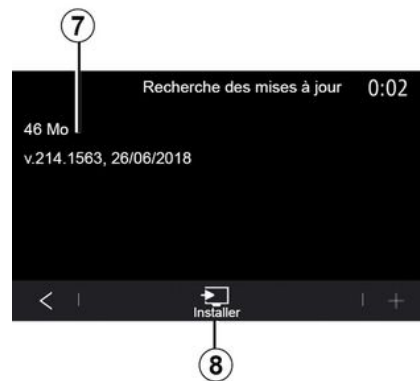 7
Recherche des mises à jour 0:02
46 Mo
v.214.1563, 26/06/2018
Installer
8